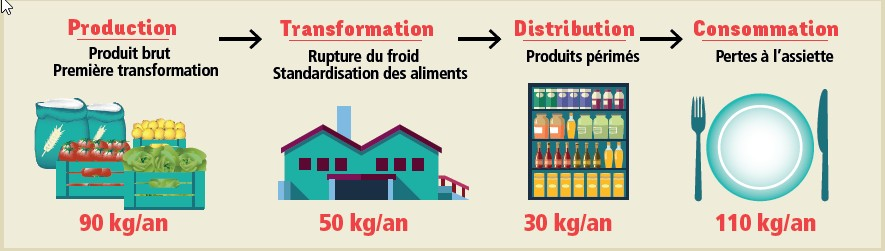 Production
Produit brut
Première transformation
90 kg/an
Transformation
Rupture du froid
Standardisation des aliments
50 kg/an
Distribution
Produits périmés
30 kg/an
Consommation
Pertes à l’assiette
110 kg/an